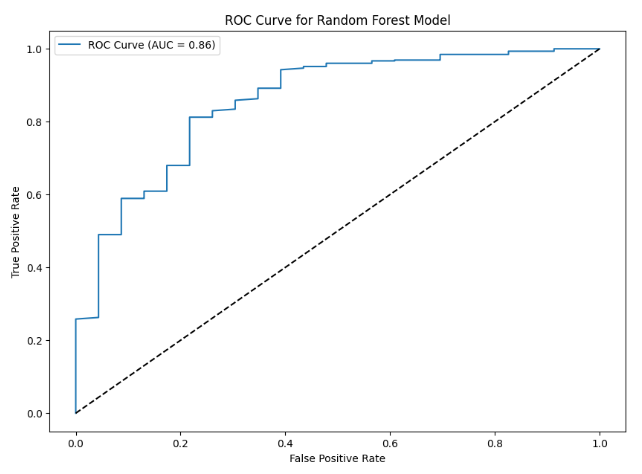 ROC Curve for Random Forest Model
ROC Curve (AUC = 0.86)
1.0
0.8
0.6
0.4
0.2
0.0
True Positive Rate
0.0 0.2 0.4 0.6 0.8 1.0
False Positive Rate